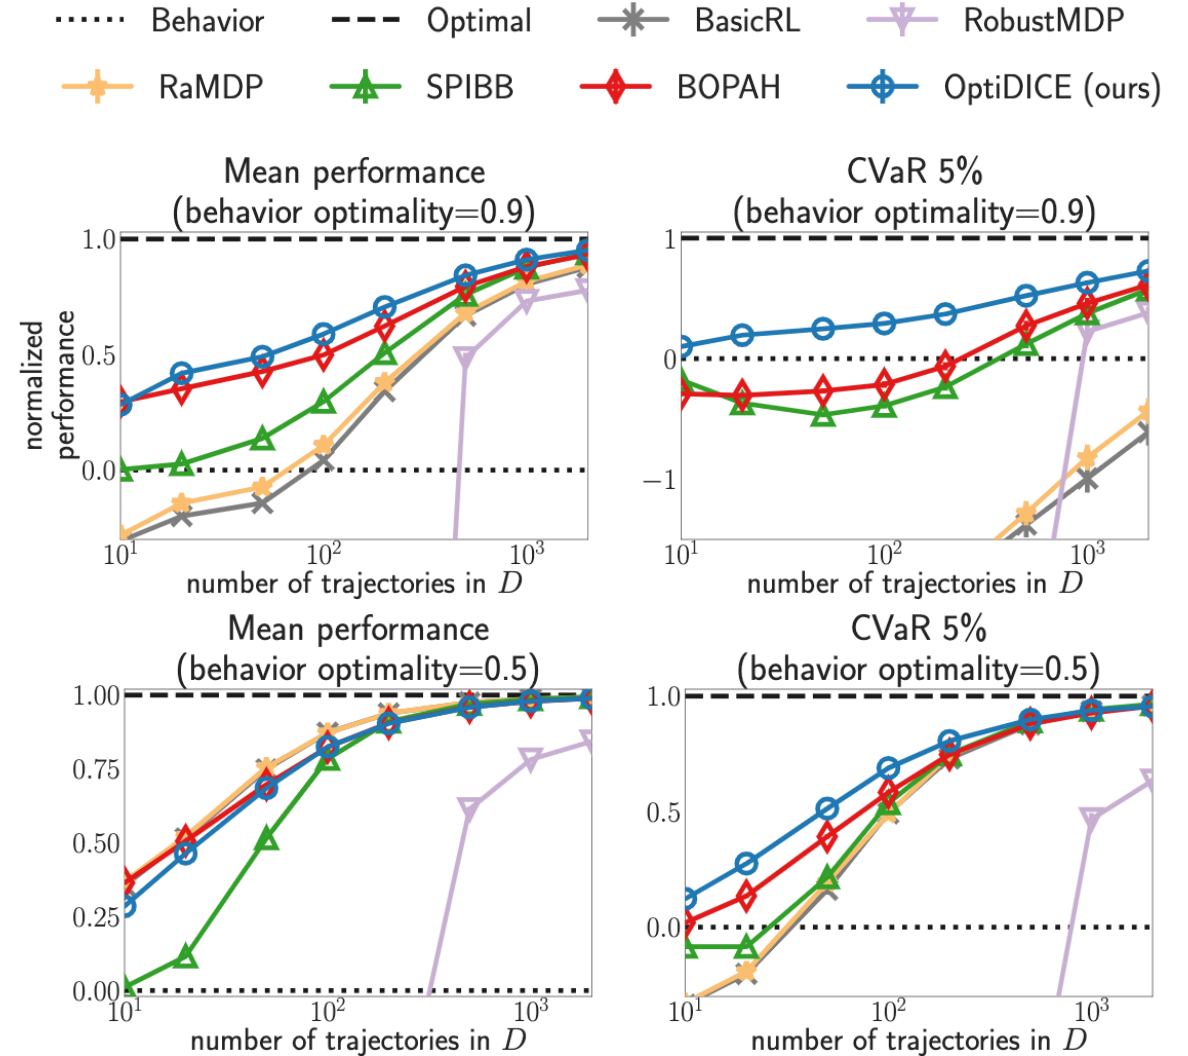 Behavior Optimal BasicRL RobustMDP
RaMDP SPIBB BOPAH OptiDICE (ours)
Mean performance
(behavior optimality=0.9)
1.0
0.5
0.0
normalized
performance
10¹ 10² 10³
number of trajectories in D
CVaR 5%
(behavior optimality=0.9)
1
0
−1
10¹ 10² 10³
number of trajectories in D
Mean performance
(behavior optimality=0.5)
1.00
0.75
0.50
0.25
0.00
10¹ 10² 10³
number of trajectories in D
CVaR 5%
(behavior optimality=0.5)
1.0
0.5
0.0
10¹ 10² 10³
number of trajectories in D